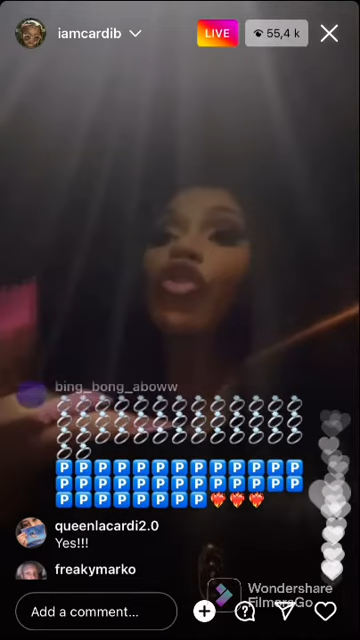 iamcardib
LIVE
55,4 k
bing_bong_aboww
💍💍💍💍💍💍💍💍💍💍💍💍💍
💍💍💍💍💍💍💍💍💍💍💍💍💍
💍💍💍💍💍💍💍💍💍💍💍💍💍
💍💍
🅿️🅿️🅿️🅿️🅿️🅿️🅿️🅿️🅿️🅿️🅿️🅿️🅿️
🅿️🅿️🅿️🅿️🅿️🅿️🅿️🅿️🅿️🅿️🅿️🅿️🅿️
🅿️🅿️🅿️🅿️🅿️🅿️🅿️🅿️❤️‍🔥❤️‍🔥❤️‍🔥
queenlacardi2.0
Yes!!!
freakymarko
Add a comment...
Wondershare
FilmoraGo